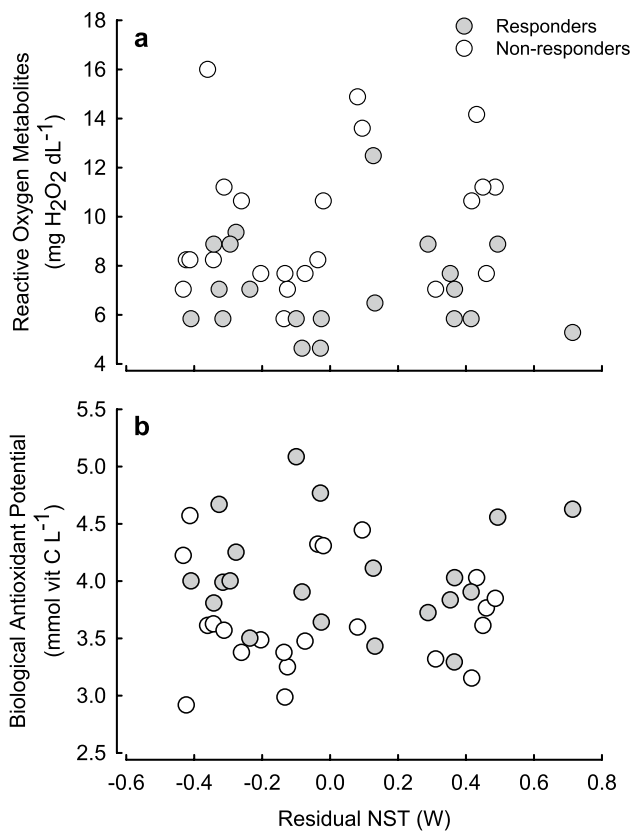 18
16
14
12
10
8
6
4
Reactive Oxygen Metabolites
(mg H2O2 dL-1)
a
Responders
Non-responders
5.5
5.0
4.5
4.0
3.5
3.0
2.5
Biological Antioxidant Potential
(mmol vit C L-1)
b
-0.6 -0.4 -0.2 0.0 0.2 0.4 0.6 0.8
Residual NST (W)